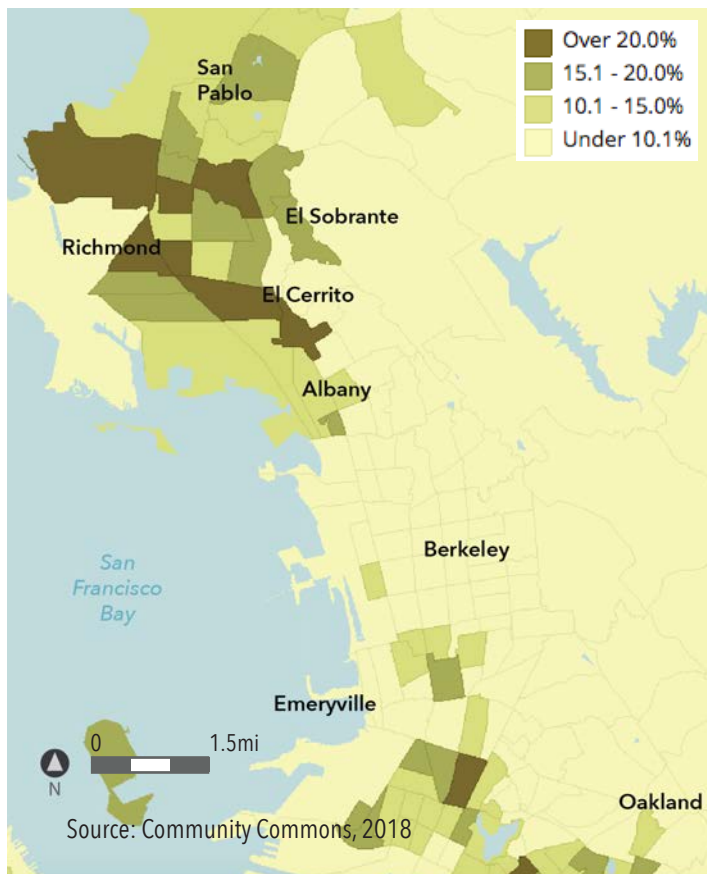 Over 20.0%
15.1 - 20.0%
10.1 - 15.0%
Under 10.1%
San
Pablo
El Sobrante
Richmond
El Cerrito
Albany
Berkeley
San
Francisco
Bay
Emeryville
0 1.5mi
N
Oakland
Source: Community Commons, 2018